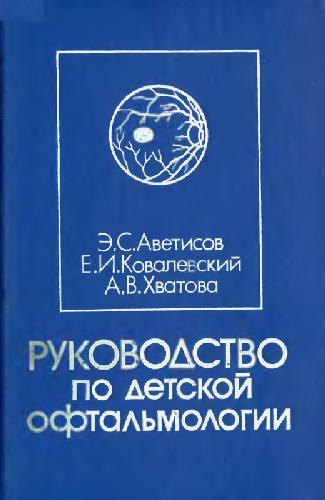 Э.С.Аветисов
Е.И.Ковалевский
А.В.Хватова
РУКОВОДСТВО
ПО ДЕТСКОЙ
ОФТАЛЬМОЛОГИИ